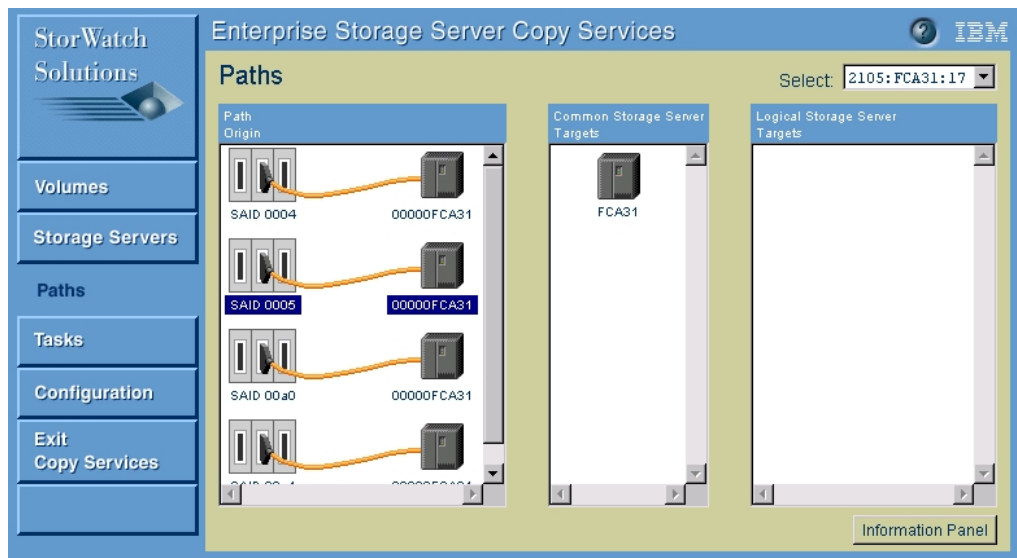 StorWatch
Solutions
Enterprise Storage Server Copy Services
? IBM
Paths
Select: 2105:FCA31:17
Path
Origin
Common Storage Server
Targets
Logical Storage Server
Targets
SAID 0004 00000FCA31
FCA31
SAID 0005 00000FCA31
SAID 00a0 00000FCA31
Volumes
Storage Servers
Paths
Tasks
Configuration
Exit
Copy Services
Information Panel